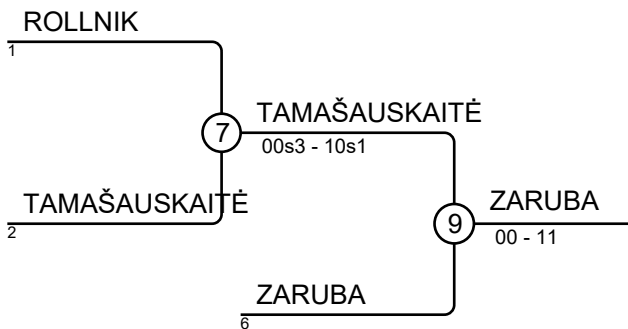 ROLLNIK
1
7
TAMAŠAUSKAITĖ
00s3 - 10s1
TAMAŠAUSKAITĖ
2
9
ZARUBA
00 - 11
ZARUBA
6